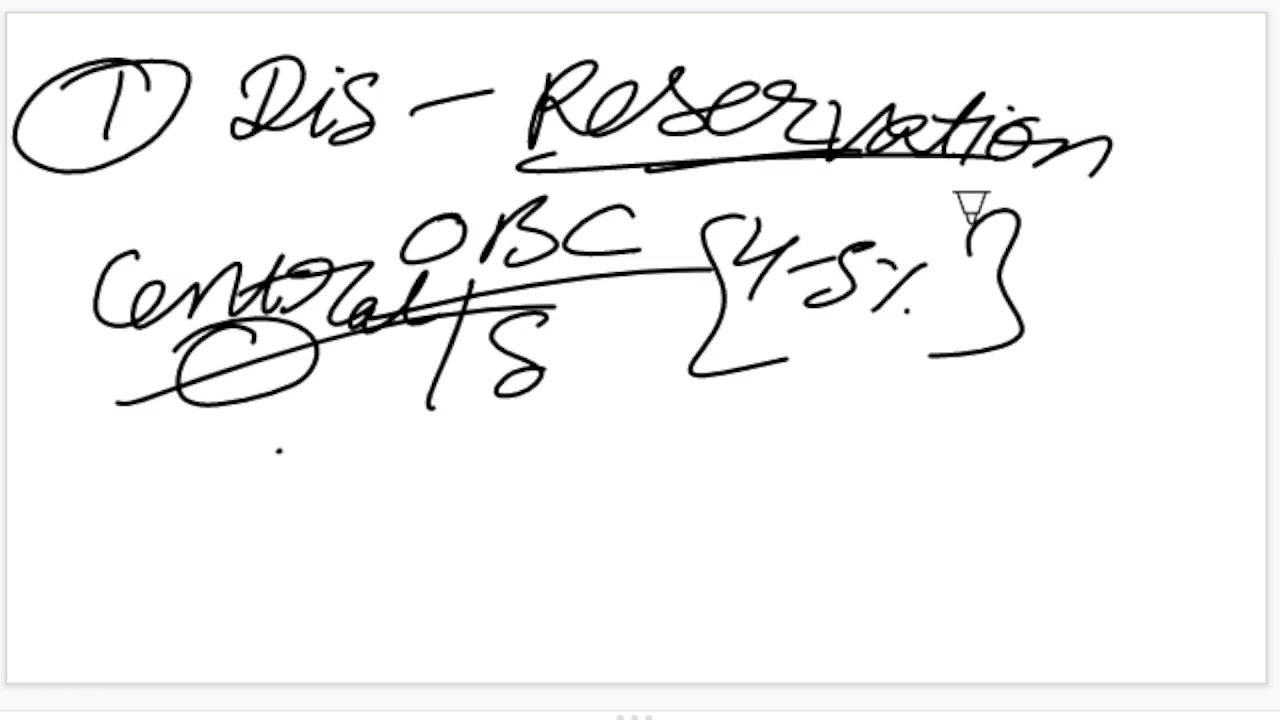 ① Dis - Reservation
OBC {4-5%}
Central / S
C